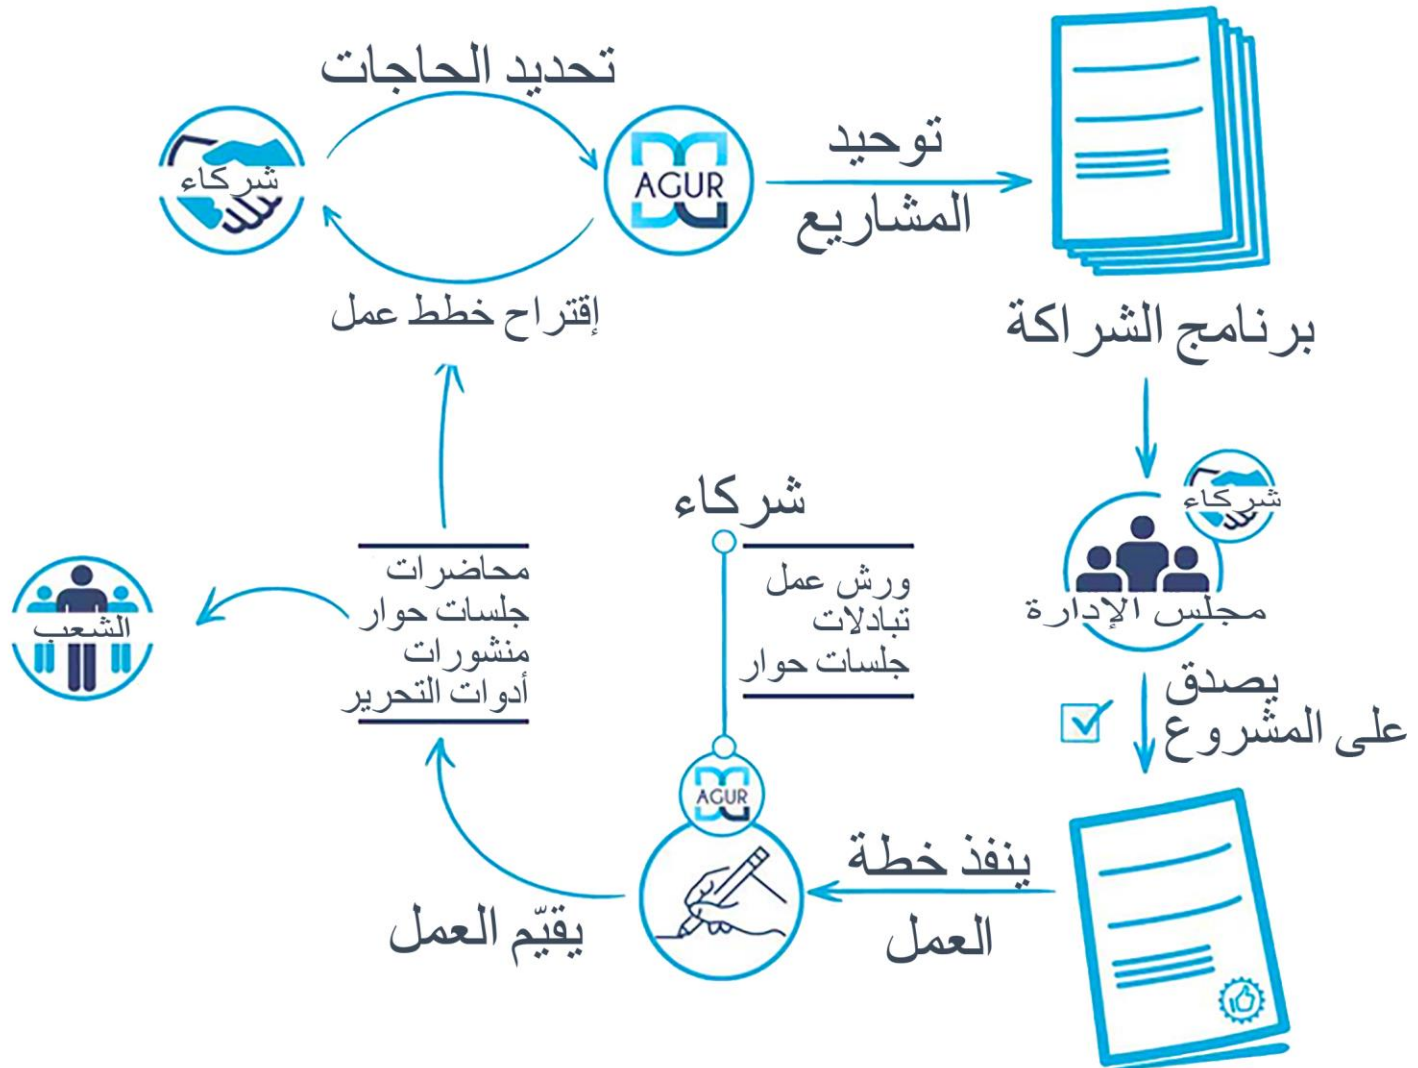 تحديد الحاجات
شركاء
AGUR
توحيد
المشاريع
إقتراح خطط عمل
برنامج الشراكة
شركاء
مجلس الإدارة
يصدق
على المشروع
ينفذ خطة
العمل
شركاء
ورش عمل
تبادلات
جلسات حوار
AGUR
يقيّم العمل
محاضرات
جلسات حوار
منشورات
أدوات التحرير
الشعب